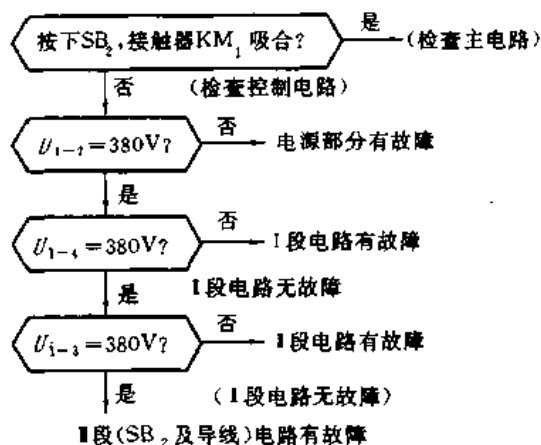 按下SB₂,接触器KM₁吸合?
是
(检查主电路)
否
(检查控制电路)
U₁₋₂=380V?
否
电源部分有故障
是
U₁₋₄=380V?
否
I段电路有故障
是
I段电路无故障
U₁₋₃=380V?
否
段电路有故障
是
(I段电路无故障)
段(SB₂及导线)电路有故障